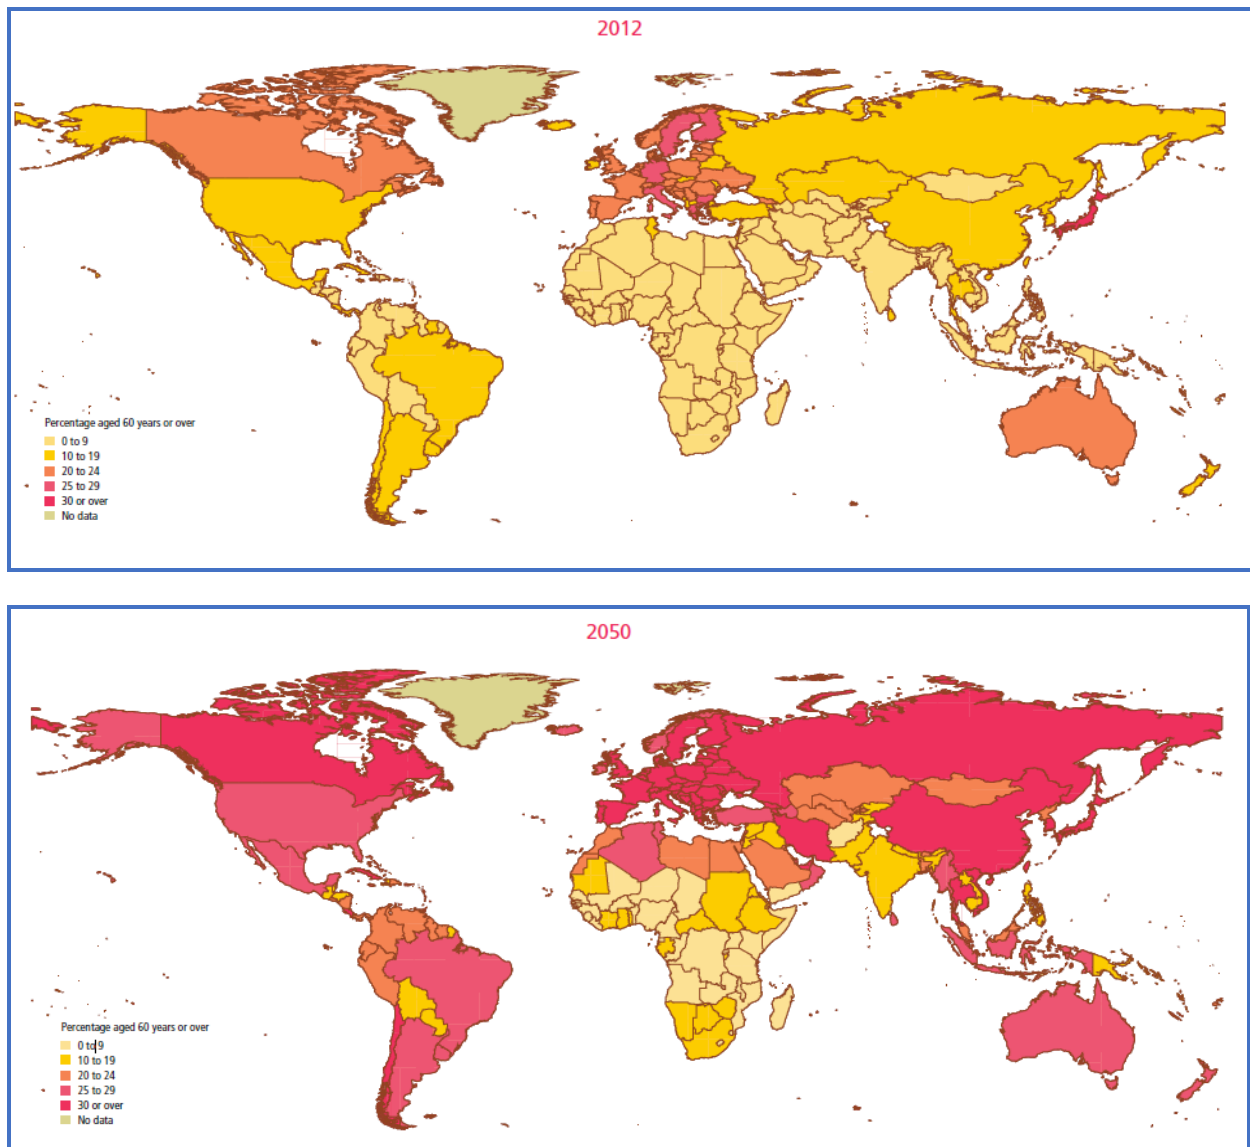 2012
Percentage aged 60 years or over
0 to 9
10 to 19
20 to 24
25 to 29
30 or over
No data
2050
Percentage aged 60 years or over
0 to 9
10 to 19
20 to 24
25 to 29
30 or over
No data